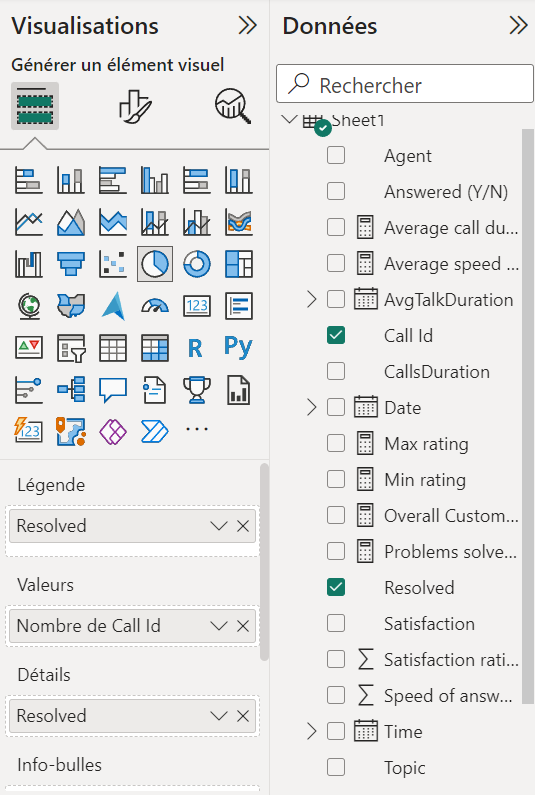 Visualisations
Générer un élément visuel
123
R
Py
123
...
Légende
Resolved
Valeurs
Nombre de Call Id
Détails
Resolved
Info-bulles
Données
Rechercher
Sheet1
Agent
Answered (Y/N)
Average call du...
Average speed ...
AvgTalkDuration
Call Id
CallsDuration
Date
Max rating
Min rating
Overall Custom...
Problems solve...
Resolved
Satisfaction
Satisfaction rati...
Speed of answ...
Time
Topic